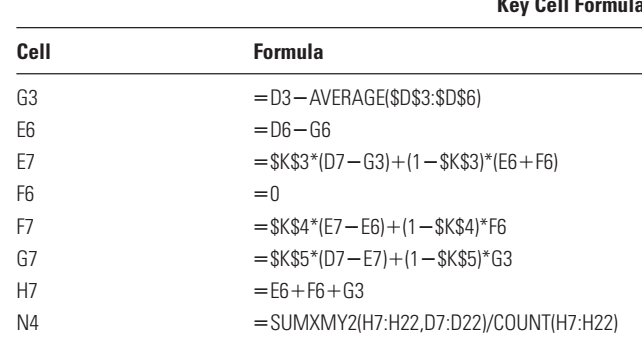 Key Cell Formula
Cell Formula
G3 =D3−AVERAGE($D$3:$D$6)
E6 =D6−G6
E7 =$K$3*(D7−G3)+(1−$K$3)*(E6+F6)
F6 =0
F7 =$K$4*(E7−E6)+(1−$K$4)*F6
G7 =$K$5*(D7−E7)+(1−$K$5)*G3
H7 =E6+F6+G3
N4 =SUMXMY2(H7:H22,D7:D22)/COUNT(H7:H22)